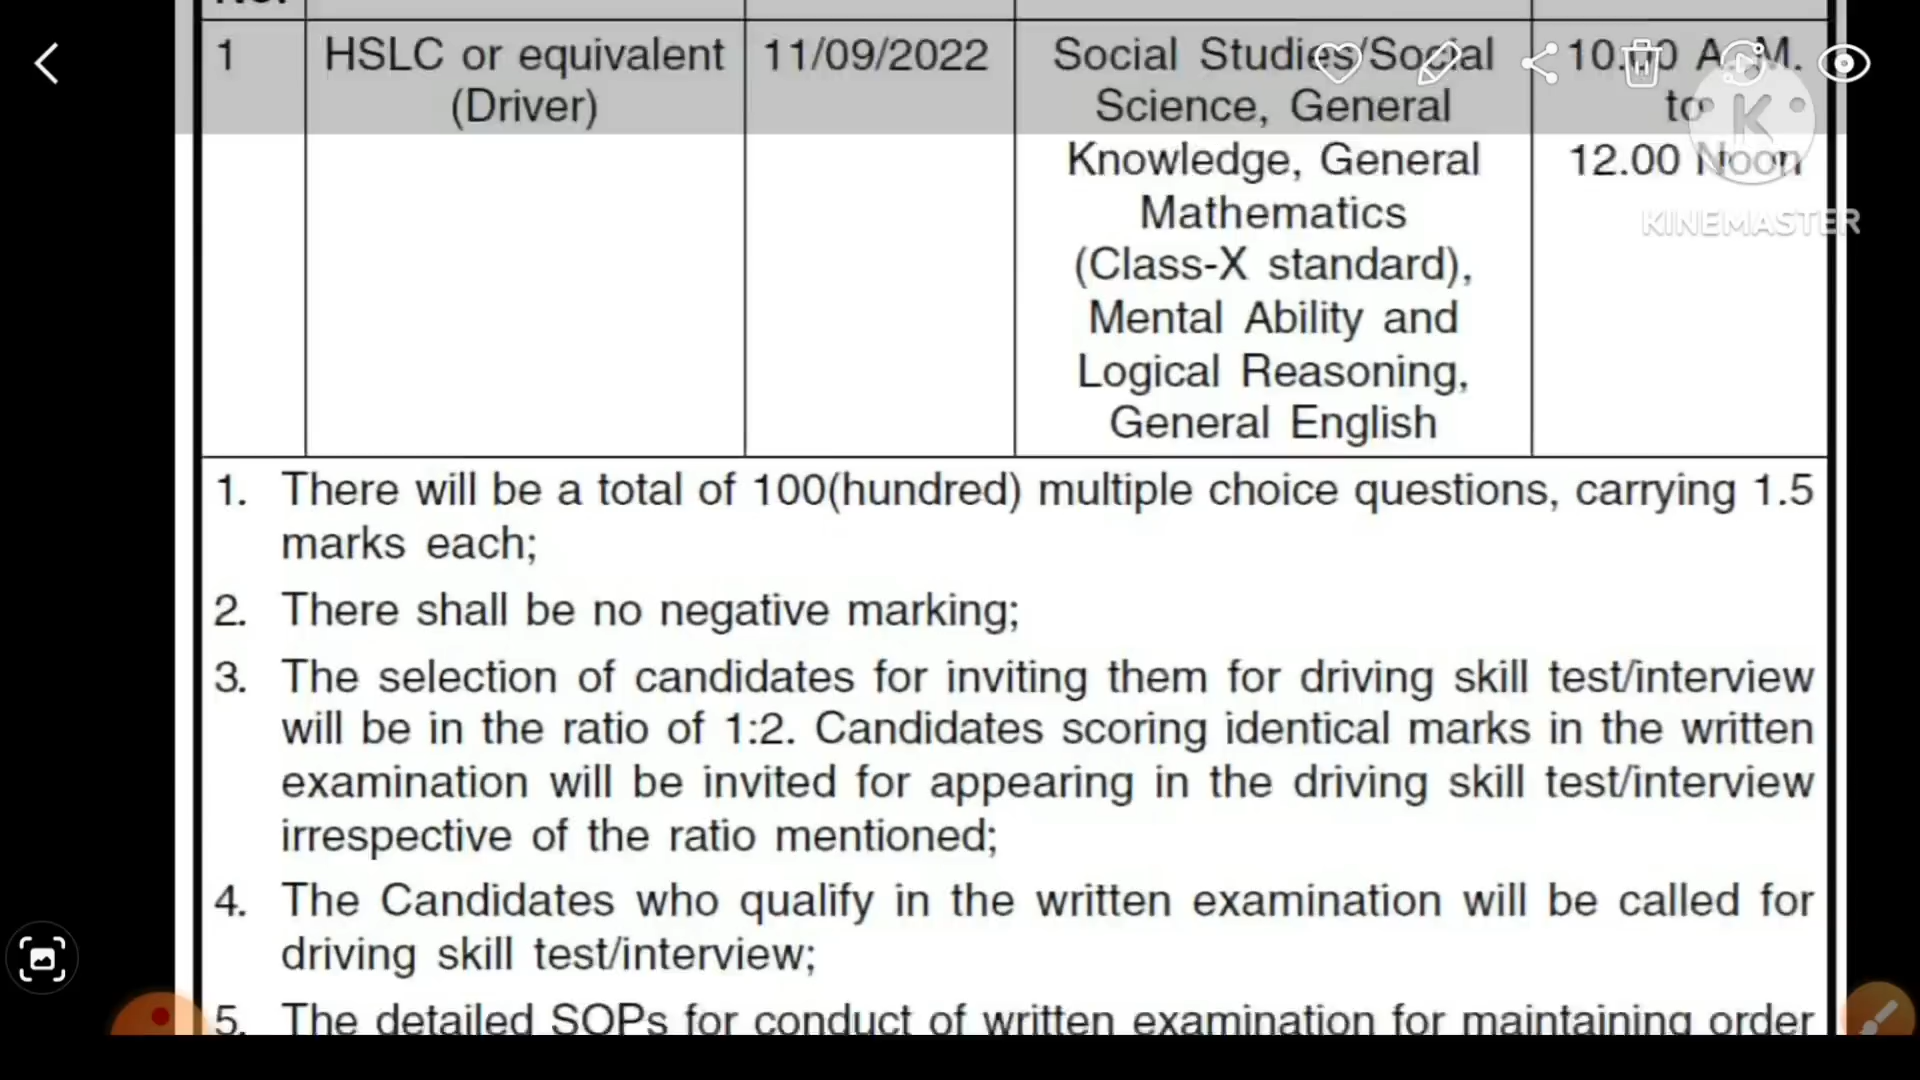 No.
1 HSLC or equivalent 11/09/2022 Social Studies/Social 10.00 A.M.
(Driver) Science, General to
Knowledge, General 12.00 Noon
Mathematics
(Class-X standard),
Mental Ability and
Logical Reasoning,
General English
K
KINEMASTER
1. There will be a total of 100(hundred) multiple choice questions, carrying 1.5
marks each;
2. There shall be no negative marking;
3. The selection of candidates for inviting them for driving skill test/interview
will be in the ratio of 1:2. Candidates scoring identical marks in the written
examination will be invited for appearing in the driving skill test/interview
irrespective of the ratio mentioned;
4. The Candidates who qualify in the written examination will be called for
driving skill test/interview;
5. The detailed SOPs for conduct of written examination for maintaining order